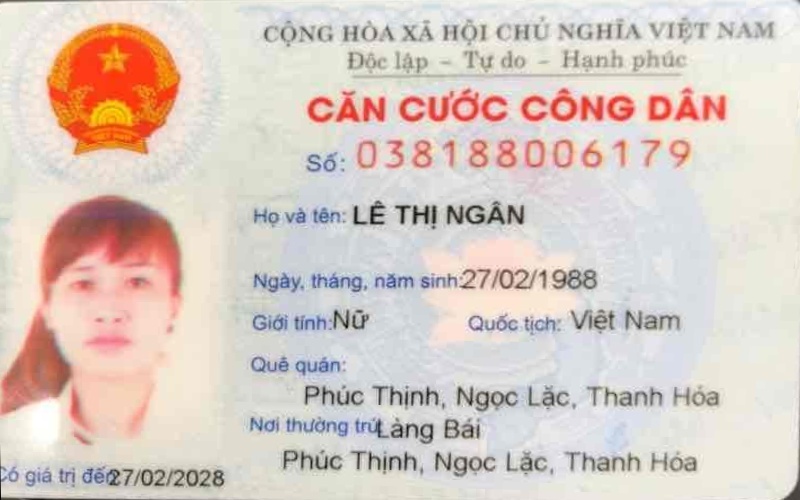 CỘNG HÒA XÃ HỘI CHỦ NGHĨA VIỆT NAM
Độc lập - Tự do - Hạnh phúc
CĂN CƯỚC CÔNG DÂN
Số: 038188006179
Họ và tên: LÊ THỊ NGÂN
Ngày, tháng, năm sinh: 27/02/1988
Giới tính: Nữ Quốc tịch: Việt Nam
Quê quán:
Phúc Thịnh, Ngọc Lặc, Thanh Hóa
Nơi thường trú: Làng Bái
Phúc Thịnh, Ngọc Lặc, Thanh Hóa
Có giá trị đến: 27/02/2028